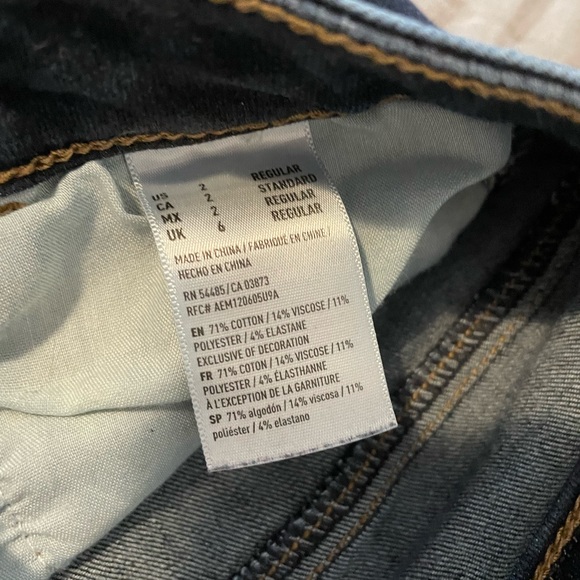 US 2 REGULAR
CA 2 STANDARD
MX 2 REGULAR
UK 6 REGULAR
MADE IN CHINA / FABRIQUE EN CHINE /
HECHO EN CHINA
RN 54485 / CA 03873
RFC# AEM120605U9A
EN 71% COTTON / 14% VISCOSE / 11%
POLYESTER / 4% ELASTANE
EXCLUSIVE OF DECORATION
FR 71% COTON / 14% VISCOSE / 11%
POLYESTER / 4% ÉLASTHANNE
À L'EXCEPTION DE LA GARNITURE
SP 71% algodón / 14% viscosa / 11%
poliéster / 4% elastano